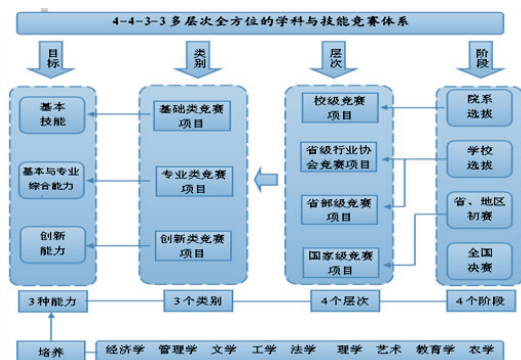 4-4-3-3多层次全方位的学科与技能竞赛体系
目标
类别
层次
阶段
基本
技能
基本与专业
综合能力
创新
能力
基础类竞赛
项目
专业类竞赛
项目
创新类竞赛
项目
校级竞赛
项目
省级行业协
会竞赛项目
省部级竞赛
项目
国家级竞赛
项目
院系
选拔
学校
选拔
省、地区
初赛
全国
决赛
3种能力
3个类别
4个层次
4个阶段
培养
经济学 管理学 文学 工学 法学 理学 艺术 教育学 农学